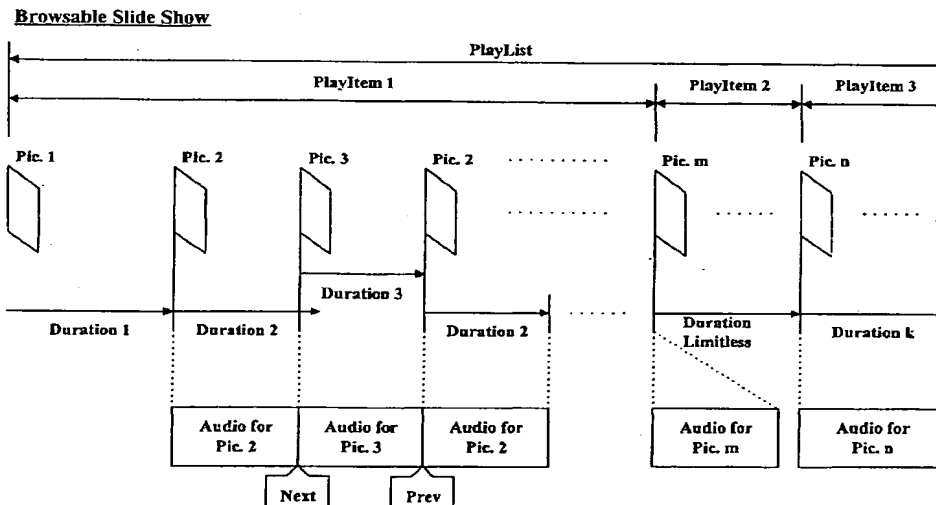 Browsable Slide Show
PlayList
PlayItem 1
PlayItem 2
PlayItem 3
Pic. 1
Pic. 2
Pic. 3
Pic. 2
Pic. m
Pic. n
Duration 3
Duration 1
Duration 2
Duration 2
Duration
Limitless
Duration k
Audio for
Pic. 2
Audio for
Pic. 3
Audio for
Pic. 2
Audio for
Pic. m
Audio for
Pic. n
Next
Prev